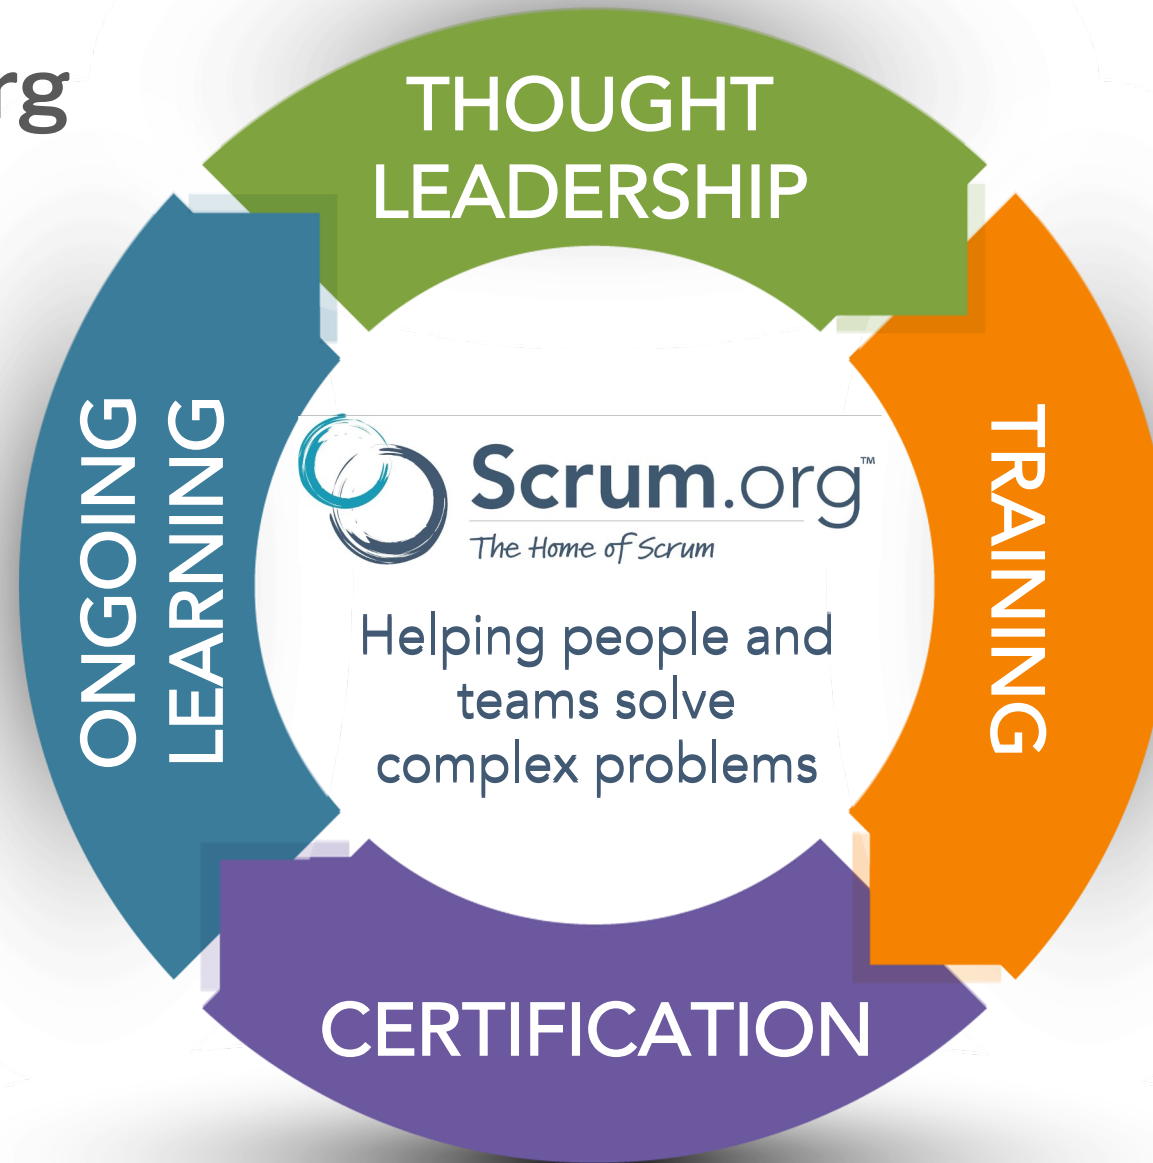 rg
THOUGHT
LEADERSHIP
ONGOING
LEARNING
Scrum.org™
The Home of Scrum
Helping people and
teams solve
complex problems
TRAINING
CERTIFICATION